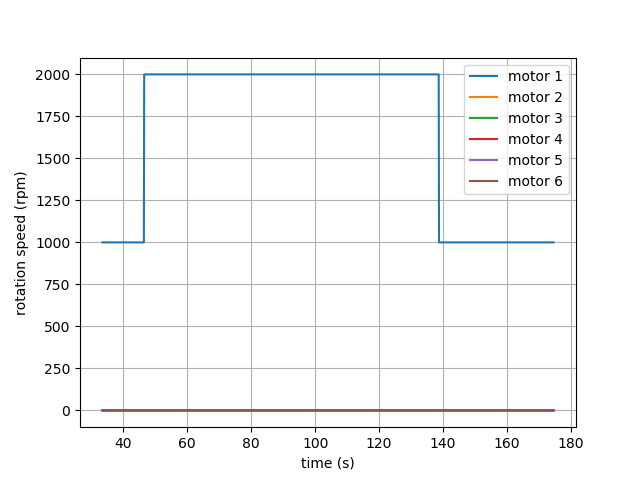 2000
1750
1500
1250
1000
750
500
250
0
rotation speed (rpm)
motor 1
motor 2
motor 3
motor 4
motor 5
motor 6
40 60 80 100 120 140 160 180
time (s)